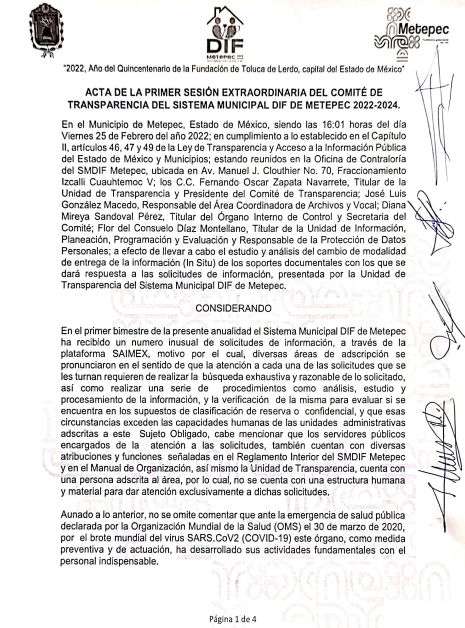 DIF
METEPEC
Metepec
"2022, Año del Quincentenario de la Fundación de Toluca de Lerdo, capital del Estado de México"
ACTA DE LA PRIMER SESIÓN EXTRAORDINARIA DEL COMITÉ DE
TRANSPARENCIA DEL SISTEMA MUNICIPAL DIF DE METEPEC 2022-2024.
En el Municipio de Metepec, Estado de México, siendo las 16:01 horas del día
Viernes 25 de Febrero del año 2022; en cumplimiento a lo establecido en el Capítulo
II, artículos 46, 47 y 49 de la Ley de Transparencia y Acceso a la Información Pública
del Estado de México y Municipios; estando reunidos en la Oficina de Contraloría
del SMDIF Metepec, ubicada en Av. Manuel J. Clouthier No. 70, Fraccionamiento
Izcalli Cuauhtemoc V; los C.C. Fernando Oscar Zapata Navarrete, Titular de la
Unidad de Transparencia y Presidente del Comité de Transparencia; José Luis
González Macedo, Responsable del Área Coordinadora de Archivos y Vocal; Diana
Mireya Sandoval Pérez, Titular del Órgano Interno de Control y Secretaria del
Comité; Flor del Consuelo Díaz Montellano, Titular de la Unidad de Información,
Planeación, Programación y Evaluación y Responsable de la Protección de Datos
Personales; a efecto de llevar a cabo el estudio y análisis del cambio de modalidad
de entrega de la información (In Situ) de los soportes documentales con los que se
dará respuesta a las solicitudes de información, presentada por la Unidad de
Transparencia del Sistema Municipal DIF de Metepec.
CONSIDERANDO
En el primer bimestre de la presente anualidad el Sistema Municipal DIF de Metepec
ha recibido un numero inusual de solicitudes de información, a través de la
plataforma SAIMEX, motivo por el cual, diversas áreas de adscripción se
pronunciaron en el sentido de que la atención a cada una de las solicitudes que se
les turnan requieren de realizar la búsqueda exhaustiva y razonable de lo solicitado,
así como realizar una serie de procedimientos como análisis, estudio y
procesamiento de la información, y la verificación de la misma para evaluar si se
encuentra en los supuestos de clasificación de reserva o confidencial, y que esas
circunstancias exceden las capacidades humanas de las unidades administrativas
adscritas a este Sujeto Obligado, cabe mencionar que los servidores públicos
encargados de la atención a las solicitudes, también cuentan con diversas
atribuciones y funciones señaladas en el Reglamento Interior del SMDIF Metepec
y en el Manual de Organización, así mismo la Unidad de Transparencia, cuenta con
una persona adscrita al área, por lo cual, no se cuenta con una estructura humana
y material para dar atención exclusivamente a dichas solicitudes.
Aunado a lo anterior, no se omite comentar que ante la emergencia de salud pública
declarada por la Organización Mundial de la Salud (OMS) el 30 de marzo de 2020,
por el brote mundial del virus SARS.CoV2 (COVID-19) este órgano, como medida
preventiva y de actuación, ha desarrollado sus actividades fundamentales con el
personal indispensable.
Página 1 de 4